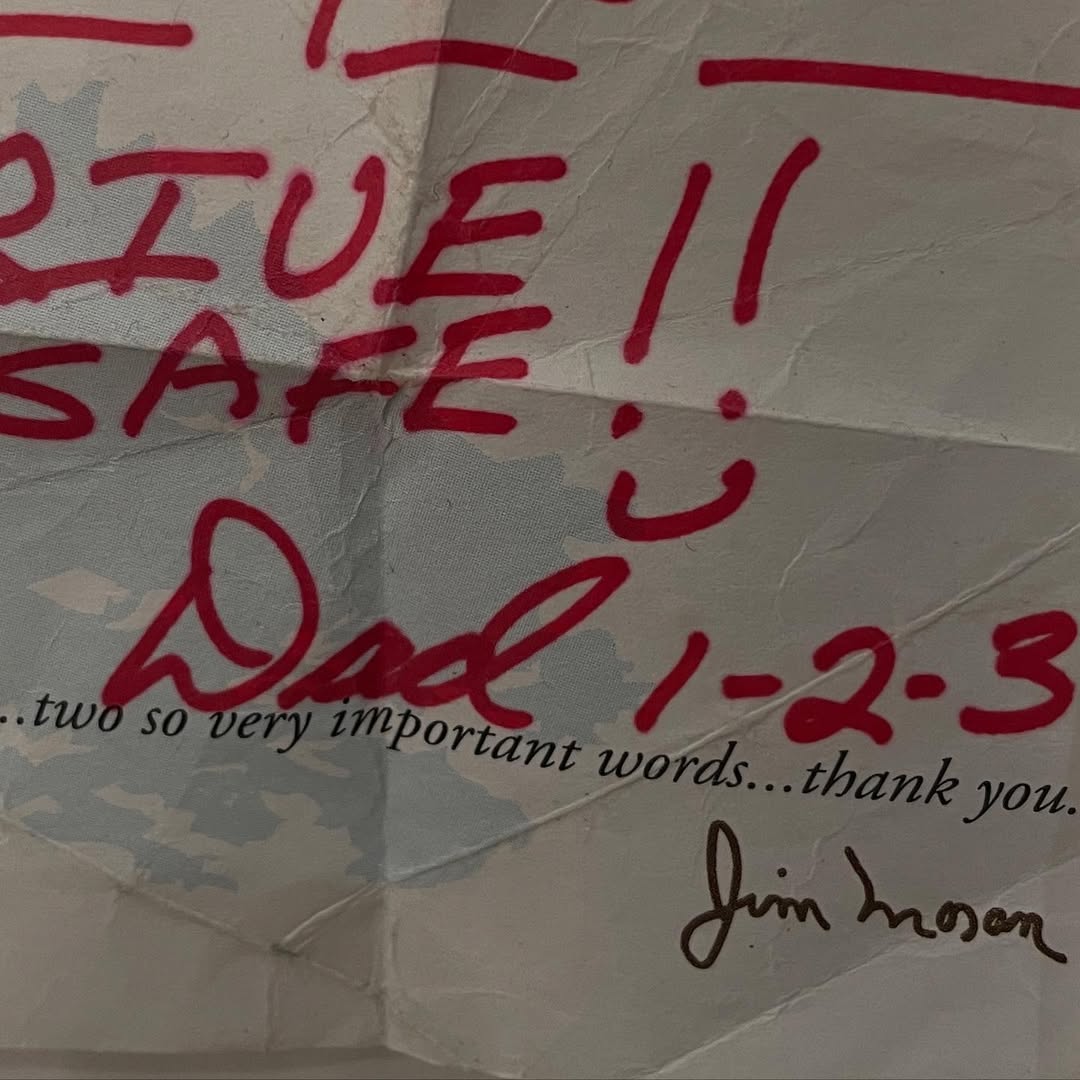 RIVE !!
SAFE
Dad 1-2-3
...two so very important words...thank you.
Jim Moran